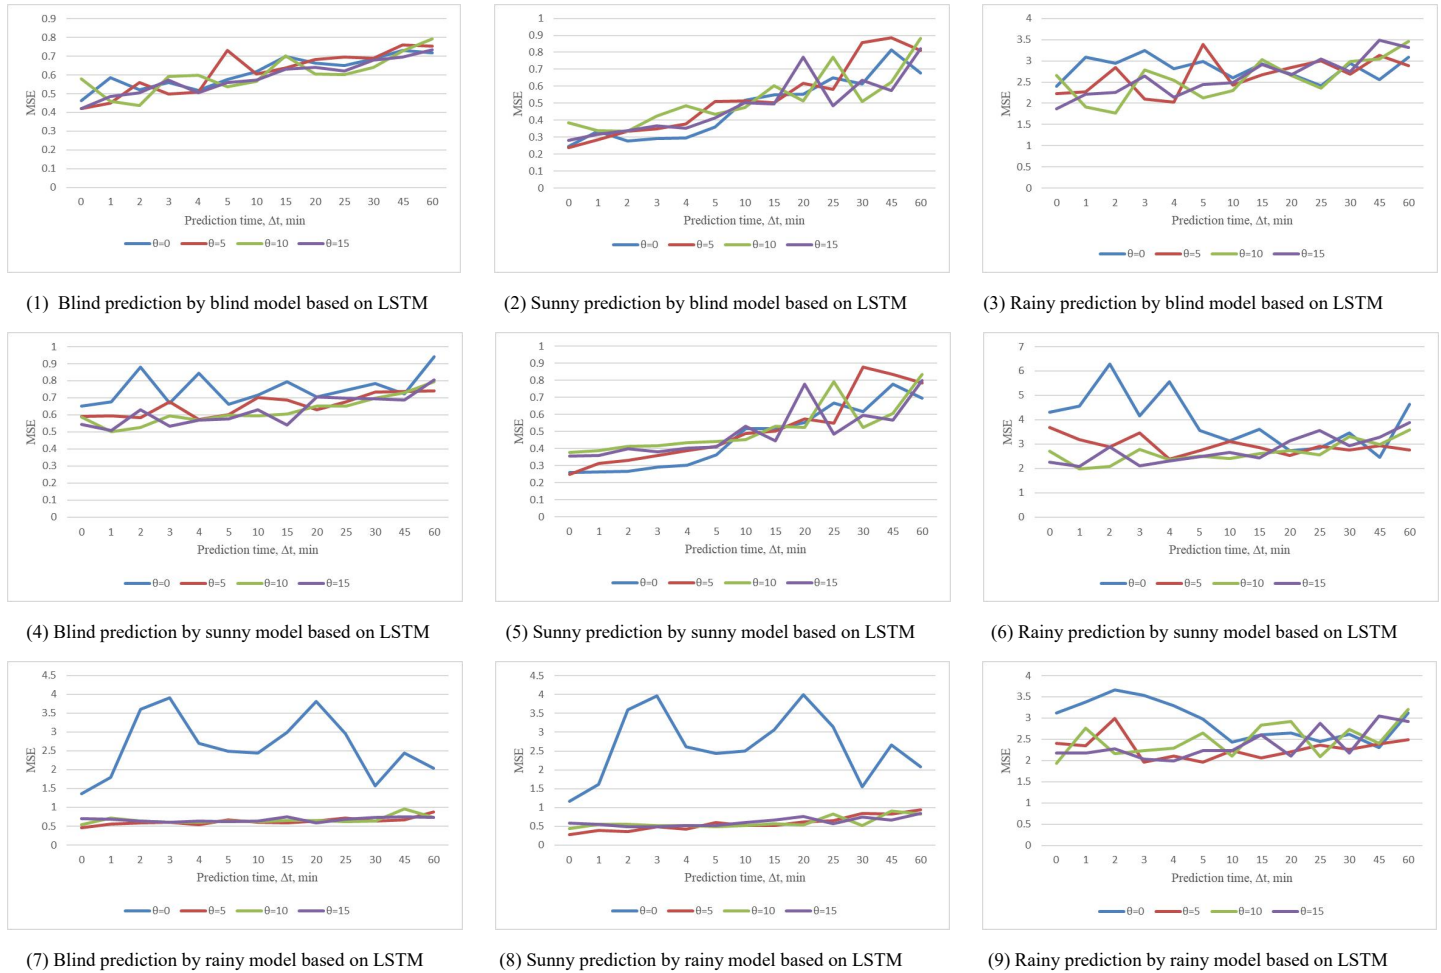 0.9
0.8
0.7
0.6
0.5
0.4
0.3
0.2
0.1
0
MSE
0 1 2 3 4 5 10 15 20 25 30 45 60
Prediction time, Δt, min
θ=0 θ=5 θ=10 θ=15
(1) Blind prediction by blind model based on LSTM
1
0.9
0.8
0.7
0.6
0.5
0.4
0.3
0.2
0.1
0
MSE
0 1 2 3 4 5 10 15 20 25 30 45 60
Prediction time, Δt, min
θ=0 θ=5 θ=10 θ=15
(2) Sunny prediction by blind model based on LSTM
4
3.5
3
2.5
2
1.5
1
0.5
0
MSE
0 1 2 3 4 5 10 15 20 25 30 45 60
Prediction time, Δt, min
θ=0 θ=5 θ=10 θ=15
(3) Rainy prediction by blind model based on LSTM
1
0.9
0.8
0.7
0.6
0.5
0.4
0.3
0.2
0.1
0
MSE
0 1 2 3 4 5 10 15 20 25 30 45 60
Prediction time, Δt, min
θ=0 θ=5 θ=10 θ=15
(4) Blind prediction by sunny model based on LSTM
1
0.9
0.8
0.7
0.6
0.5
0.4
0.3
0.2
0.1
0
MSE
0 1 2 3 4 5 10 15 20 25 30 45 60
Prediction time, Δt, min
θ=0 θ=5 θ=10 θ=15
(5) Sunny prediction by sunny model based on LSTM
7
6
5
4
3
2
1
0
MSE
0 1 2 3 4 5 10 15 20 25 30 45 60
Prediction time, Δt, min
θ=0 θ=5 θ=10 θ=15
(6) Rainy prediction by sunny model based on LSTM
4.5
4
3.5
3
2.5
2
1.5
1
0.5
0
MSE
0 1 2 3 4 5 10 15 20 25 30 45 60
Prediction time, Δt, min
θ=0 θ=5 θ=10 θ=15
(7) Blind prediction by rainy model based on LSTM
4.5
4
3.5
3
2.5
2
1.5
1
0.5
0
MSE
0 1 2 3 4 5 10 15 20 25 30 45 60
Prediction time, Δt, min
θ=0 θ=5 θ=10 θ=15
(8) Sunny prediction by rainy model based on LSTM
4
3.5
3
2.5
2
1.5
1
0.5
0
MSE
0 1 2 3 4 5 10 15 20 25 30 45 60
Prediction time, Δt, min
θ=0 θ=5 θ=10 θ=15
(9) Rainy prediction by rainy model based on LSTM